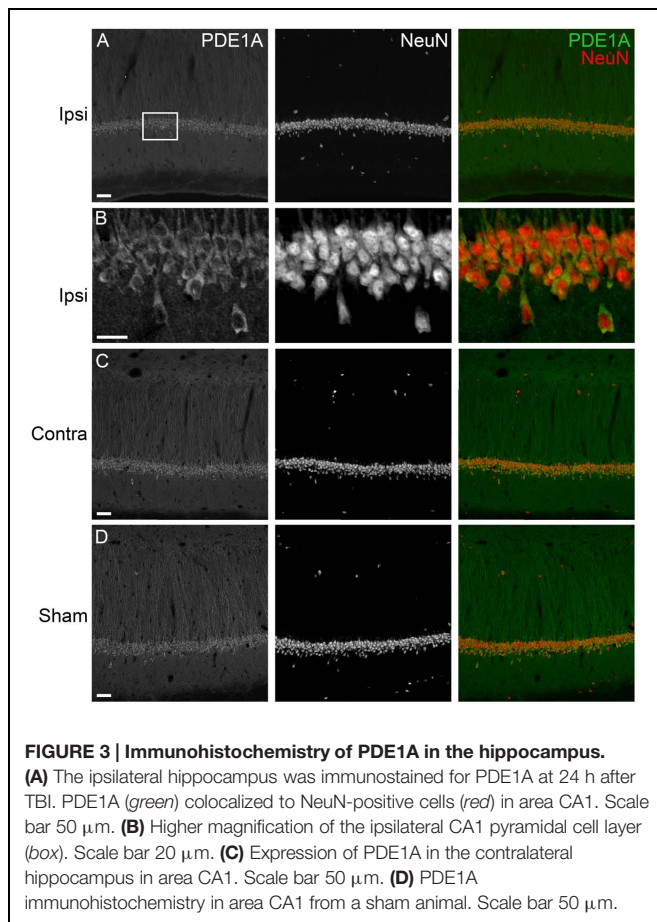 A PDE1A NeuN PDE1A
NeuN
Ipsi
B
Ipsi
C
Contra
D
Sham
FIGURE 3 | Immunohistochemistry of PDE1A in the hippocampus.
(A) The ipsilateral hippocampus was immunostained for PDE1A at 24 h after
TBI. PDE1A (green) colocalized to NeuN-positive cells (red) in area CA1. Scale
bar 50 μm. (B) Higher magnification of the ipsilateral CA1 pyramidal cell layer
(box). Scale bar 20 μm. (C) Expression of PDE1A in the contralateral
hippocampus in area CA1. Scale bar 50 μm. (D) PDE1A
immunohistochemistry in area CA1 from a sham animal. Scale bar 50 μm.